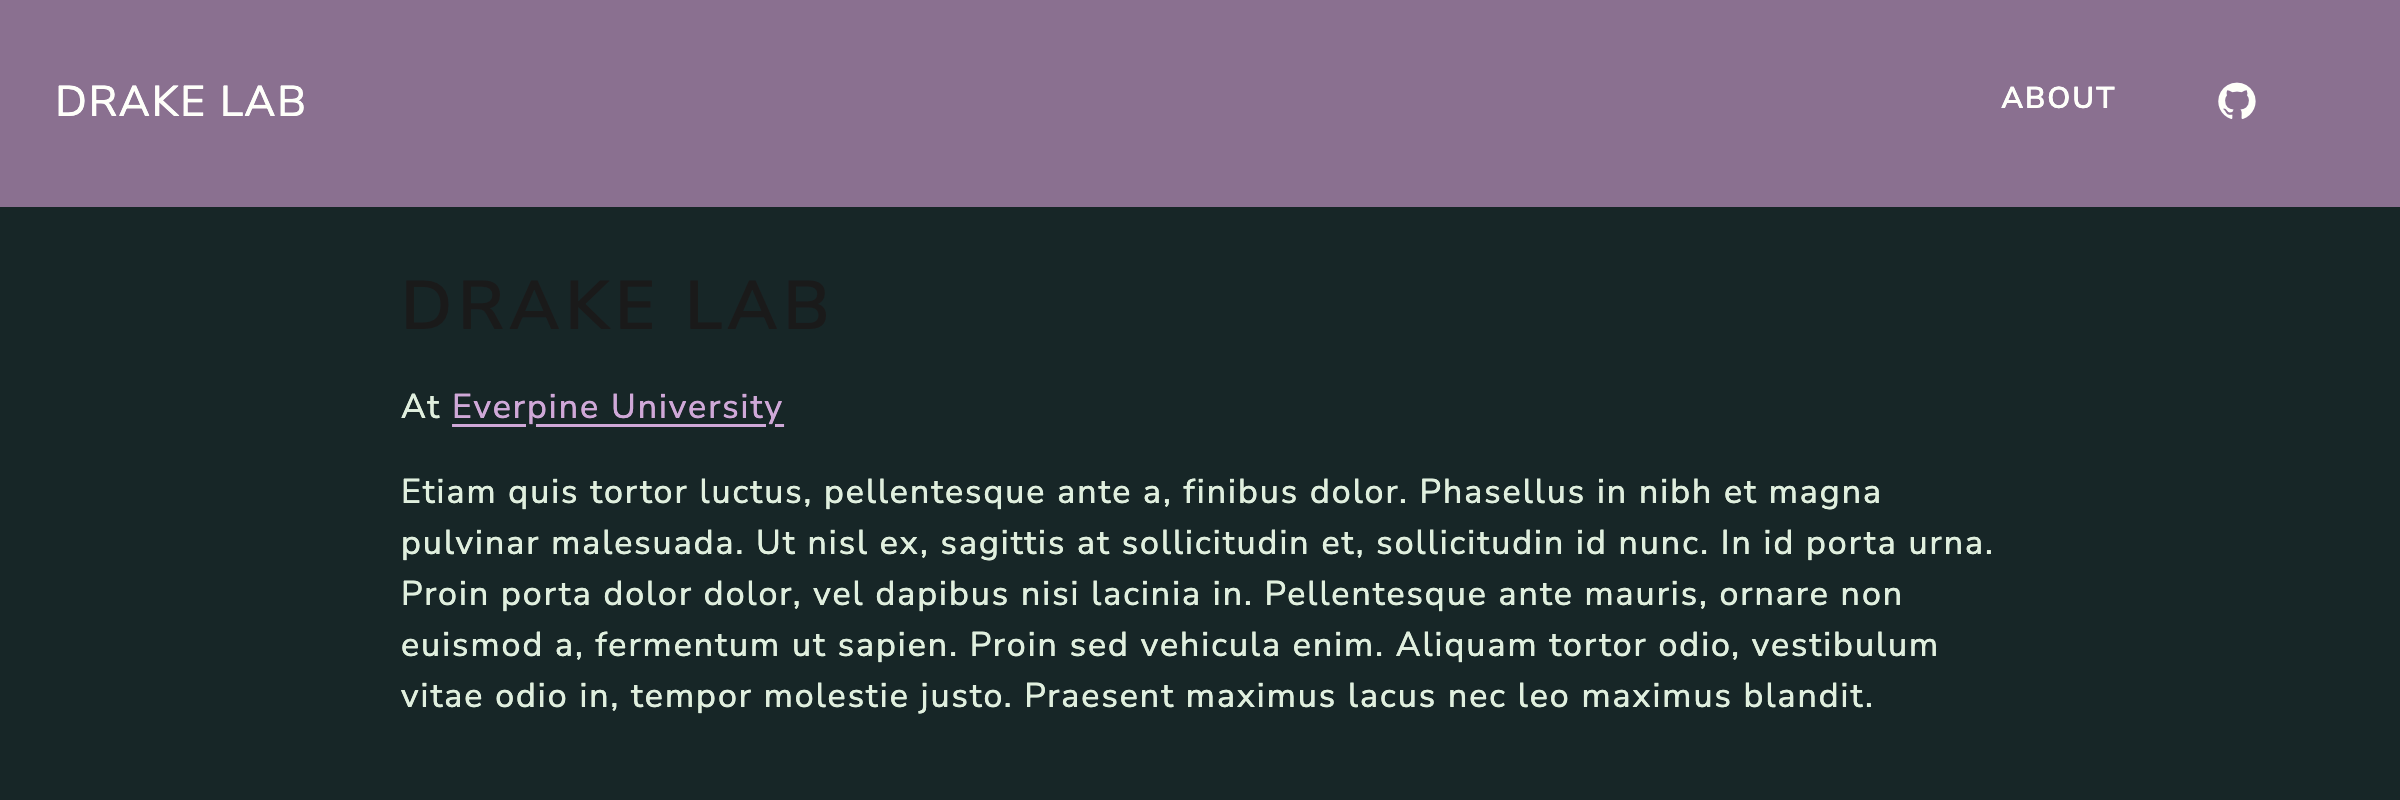 DRAKE LAB
ABOUT
DRAKE LAB
At Everpine University
Etiam quis tortor luctus, pellentesque ante a, finibus dolor. Phasellus in nibh et magna
pulvinar malesuada. Ut nisl ex, sagittis at sollicitudin et, sollicitudin id nunc. In id porta urna.
Proin porta dolor dolor, vel dapibus nisi lacinia in. Pellentesque ante mauris, ornare non
euismod a, fermentum ut sapien. Proin sed vehicula enim. Aliquam tortor odio, vestibulum
vitae odio in, tempor molestie justo. Praesent maximus lacus nec leo maximus blandit.